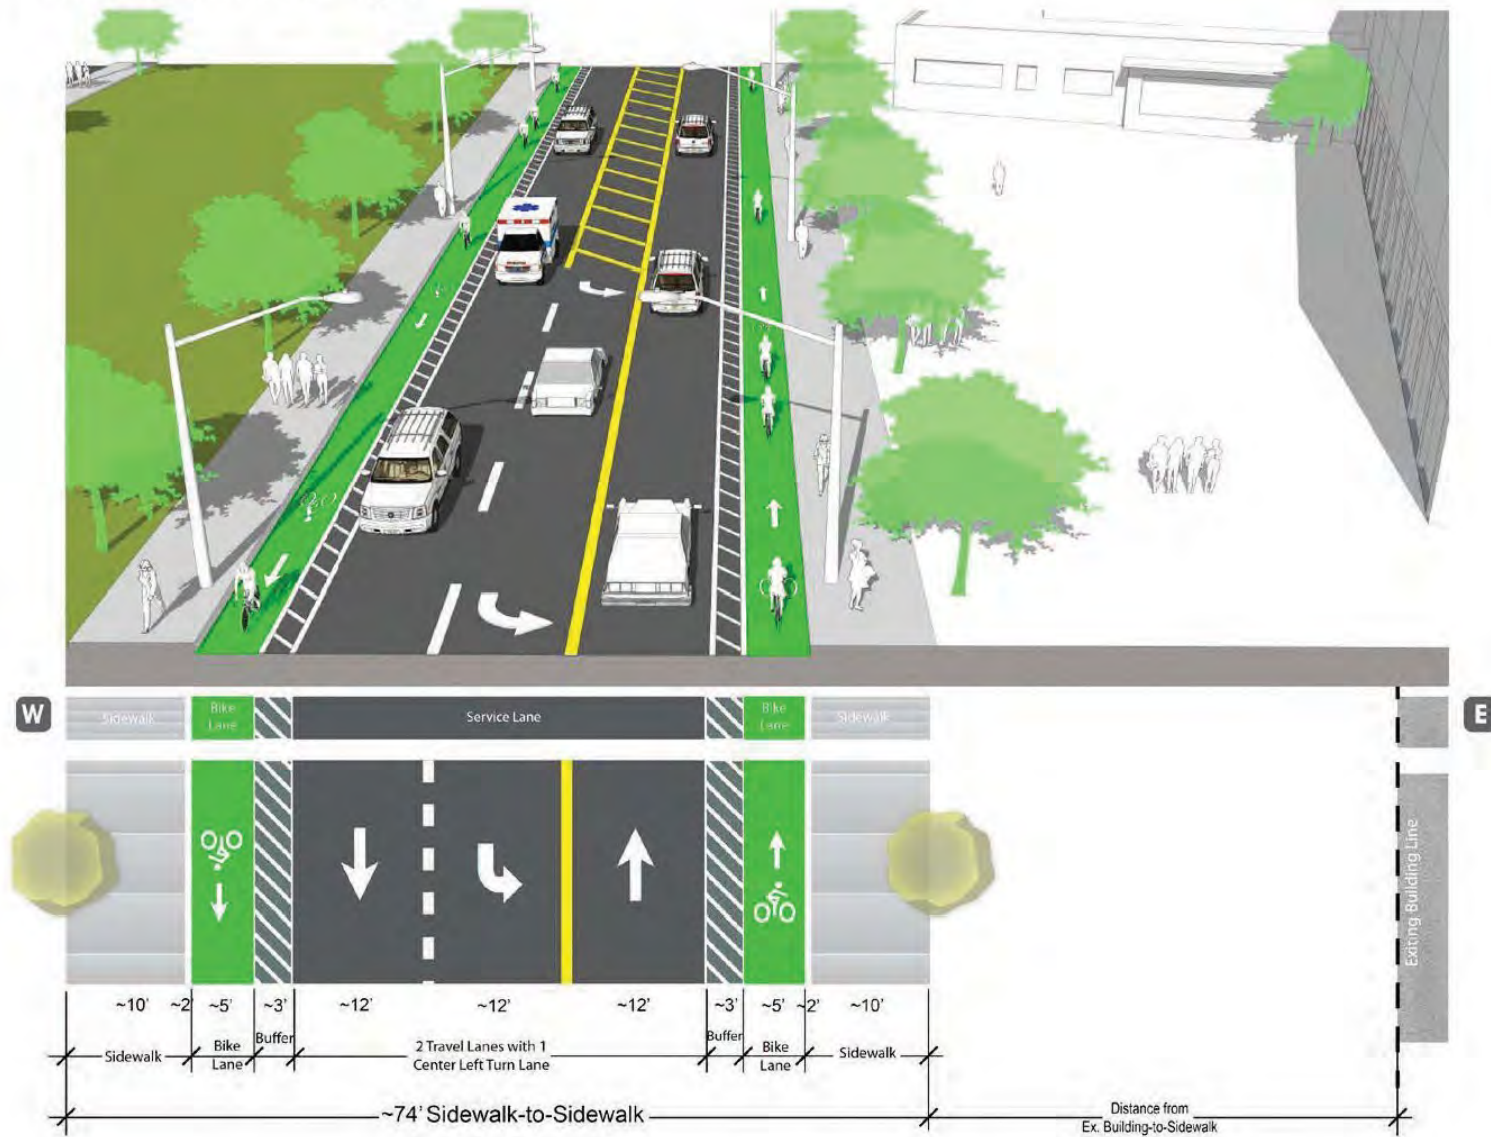 W
Sidewalk
Bike
Lane
Service Lane
Bike
Lane
Sidewalk
E
Exiting Building Line
~10' ~2' ~5' ~3' ~12' ~12' ~12' ~3' ~5' ~2' ~10'
Sidewalk
Bike
Lane
Buffer
2 Travel Lanes with 1
Center Left Turn Lane
Buffer
Bike
Lane
Sidewalk
~74' Sidewalk-to-Sidewalk
Distance from
Ex. Building-to-Sidewalk